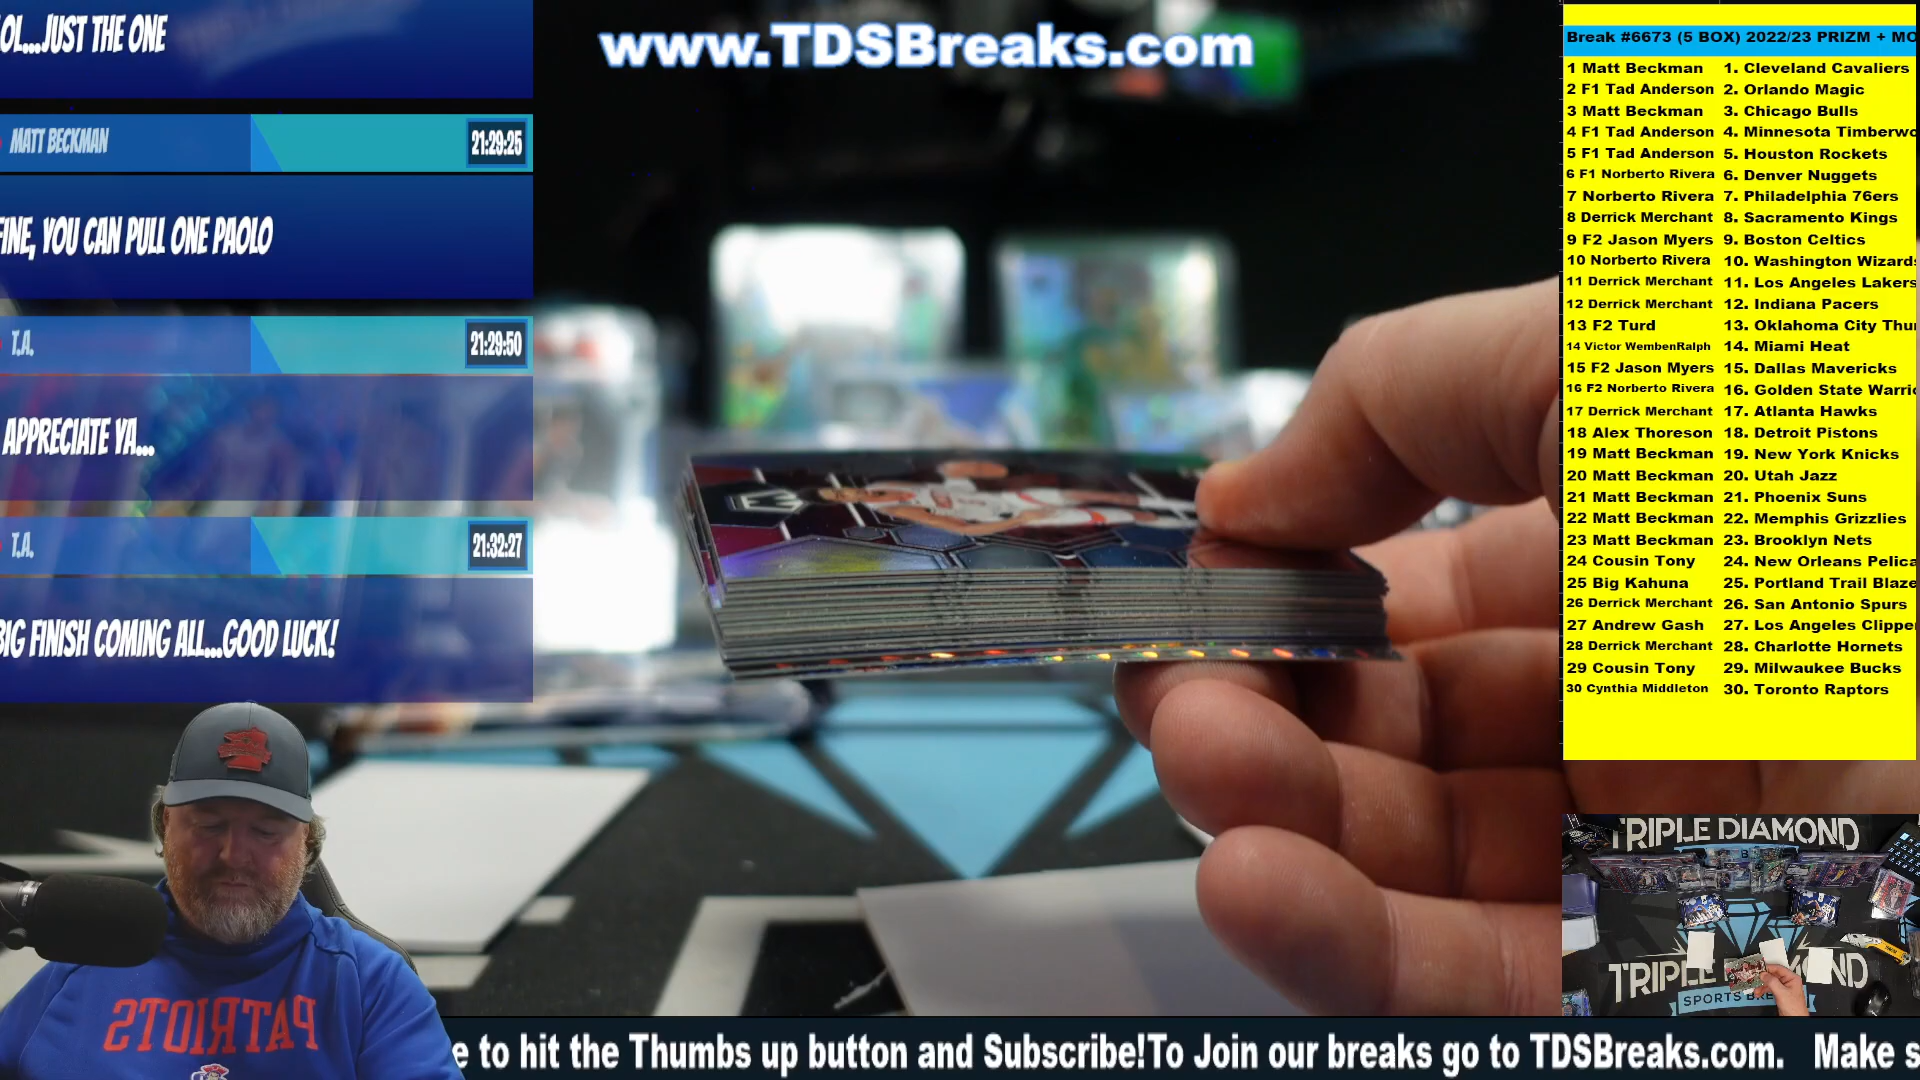 OL...JUST THE ONE
MATT BECKMAN
21:29:25
FINE, YOU CAN PULL ONE PAOLO
T.A.
21:29:50
APPRECIATE YA...
T.A.
21:32:27
BIG FINISH COMING ALL...GOOD LUCK!
www.TDSBreaks.com
Break #6673 (5 BOX) 2022/23 PRIZM + MO
1 Matt Beckman 1. Cleveland Cavaliers
2 F1 Tad Anderson 2. Orlando Magic
3 Matt Beckman 3. Chicago Bulls
4 F1 Tad Anderson 4. Minnesota Timberwo
5 F1 Tad Anderson 5. Houston Rockets
6 F1 Norberto Rivera 6. Denver Nuggets
7 Norberto Rivera 7. Philadelphia 76ers
8 Derrick Merchant 8. Sacramento Kings
9 F2 Jason Myers 9. Boston Celtics
10 Norberto Rivera 10. Washington Wizards
11 Derrick Merchant 11. Los Angeles Lakers
12 Derrick Merchant 12. Indiana Pacers
13 F2 Turd 13. Oklahoma City Thu
14 Victor WembenRalph 14. Miami Heat
15 F2 Jason Myers 15. Dallas Mavericks
16 F2 Norberto Rivera 16. Golden State Warrio
17 Derrick Merchant 17. Atlanta Hawks
18 Alex Thoreson 18. Detroit Pistons
19 Matt Beckman 19. New York Knicks
20 Matt Beckman 20. Utah Jazz
21 Matt Beckman 21. Phoenix Suns
22 Matt Beckman 22. Memphis Grizzlies
23 Matt Beckman 23. Brooklyn Nets
24 Cousin Tony 24. New Orleans Pelica
25 Big Kahuna 25. Portland Trail Blaze
26 Derrick Merchant 26. San Antonio Spurs
27 Andrew Gash 27. Los Angeles Clipper
28 Derrick Merchant 28. Charlotte Hornets
29 Cousin Tony 29. Milwaukee Bucks
30 Cynthia Middleton 30. Toronto Raptors
TRIPLE DIAMOND
TRIPLE DIAMOND
SPORTS BRE
PATRIOTS
e to hit the Thumbs up button and Subscribe!To Join our breaks go to TDSBreaks.com. Make s